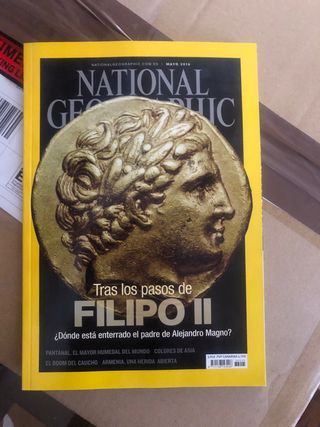 NATIONALGEOGRAPHIC.COM.ES | MAYO 2016
NATIONAL
GEOGRAPHIC
Tras los pasos de
FILIPO II
¿Dónde está enterrado el padre de Alejandro Magno?
PANTANAL, EL MAYOR HUMEDAL DEL MUNDO COLORES DE ASIA
EL BOOM DEL CAUCHO ARMENIA, UNA HERIDA ABIERTA